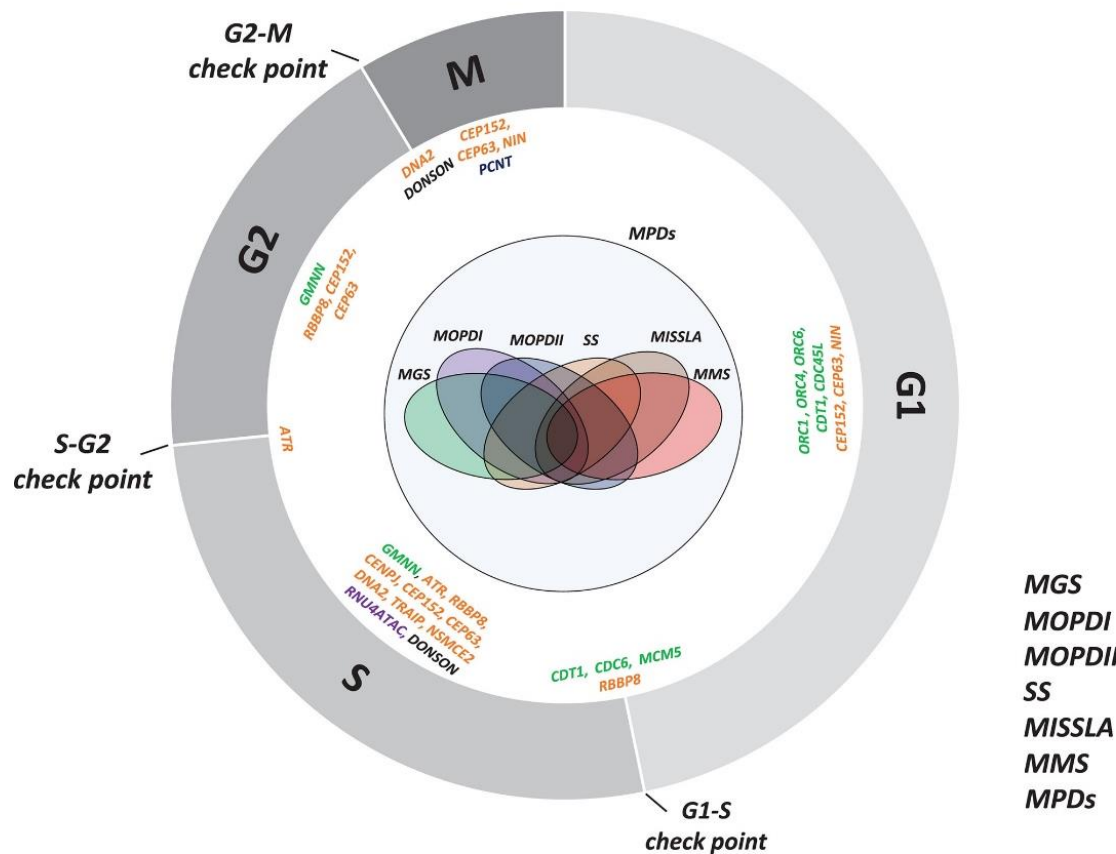 G2-M
check point
M
CEP152,
CEP63, NIN
PCNT
DNA2
DONSON
G2
GMNN
RBBP8, CEP152,
CEP63
MPDs
MOPDI
MOPDII
SS
MISSLA
MGS
MMS
G1
ORC1 , ORC4, ORC6,
CDT1, CDC45L
CEP152, CEP63, NIN
S-G2
check point
ATR
GMNN, ATR, RBBP8,
CENPJ, CEP152, CEP63,
DNA2, TRAIP, NSMCE2
RNU4ATAC, DONSON
S
CDT1, CDC6, MCM5
RBBP8
G1-S
check point
MGS
MOPDI
MOPDII
SS
MISSLA
MMS
MPDs